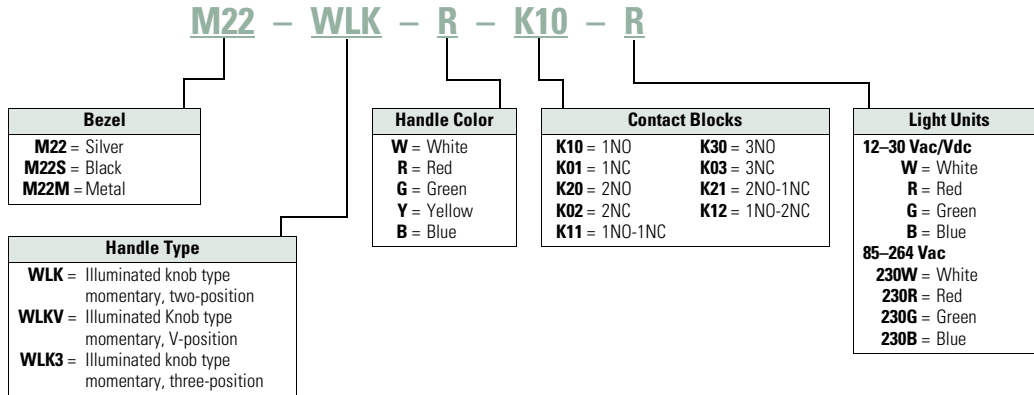 M22 – WLK – R – K10 – R
Bezel
M22 = Silver
M22S = Black
M22M = Metal
Handle Type
WLK = Illuminated knob type
momentary, two-position
WLKV = Illuminated Knob type
momentary, V-position
WLK3 = Illuminated knob type
momentary, three-position
Handle Color
W = White
R = Red
G = Green
Y = Yellow
B = Blue
Contact Blocks
K10 = 1NO
K01 = 1NC
K20 = 2NO
K02 = 2NC
K11 = 1NO-1NC
K30 = 3NO
K03 = 3NC
K21 = 2NO-1NC
K12 = 1NO-2NC
Light Units
12–30 Vac/Vdc
W = White
R = Red
G = Green
B = Blue
85–264 Vac
230W = White
230R = Red
230G = Green
230B = Blue